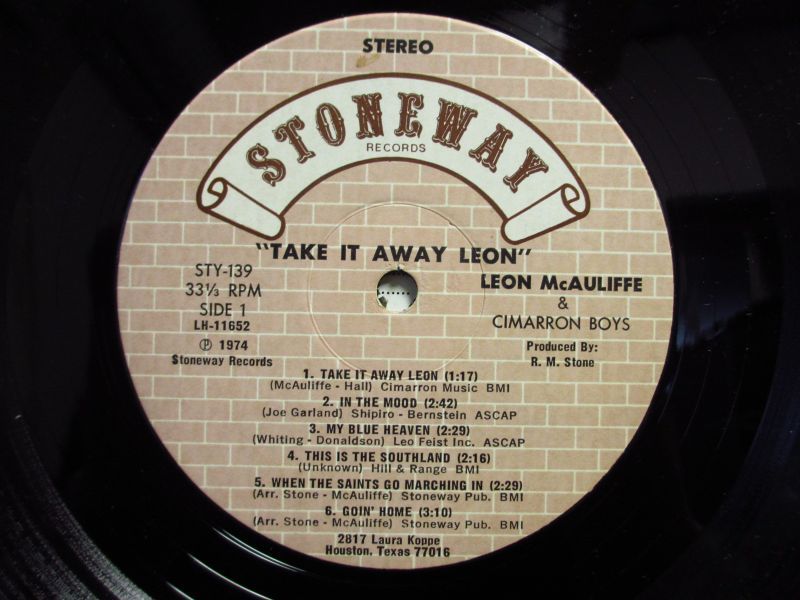 STEREO
STONEWAY
RECORDS
"TAKE IT AWAY LEON"
STY-139
33⅓ RPM
SIDE 1
LH-11652
℗ 1974
Stoneway Records
LEON McAULIFFE
&
CIMARRON BOYS
Produced By:
R. M. Stone
1. TAKE IT AWAY LEON (1:17)
(McAuliffe - Hall) Cimarron Music BMI
2. IN THE MOOD (2:42)
(Joe Garland) Shipiro - Bernstein ASCAP
3. MY BLUE HEAVEN (2:29)
(Whiting - Donaldson) Leo Feist Inc. ASCAP
4. THIS IS THE SOUTHLAND (2:16)
(Unknown) Hill & Range BMI
5. WHEN THE SAINTS GO MARCHING IN (2:29)
(Arr. Stone - McAuliffe) Stoneway Pub. BMI
6. GOIN' HOME (3:10)
(Arr. Stone - McAuliffe) Stoneway Pub. BMI
2817 Laura Koppe
Houston, Texas 77016